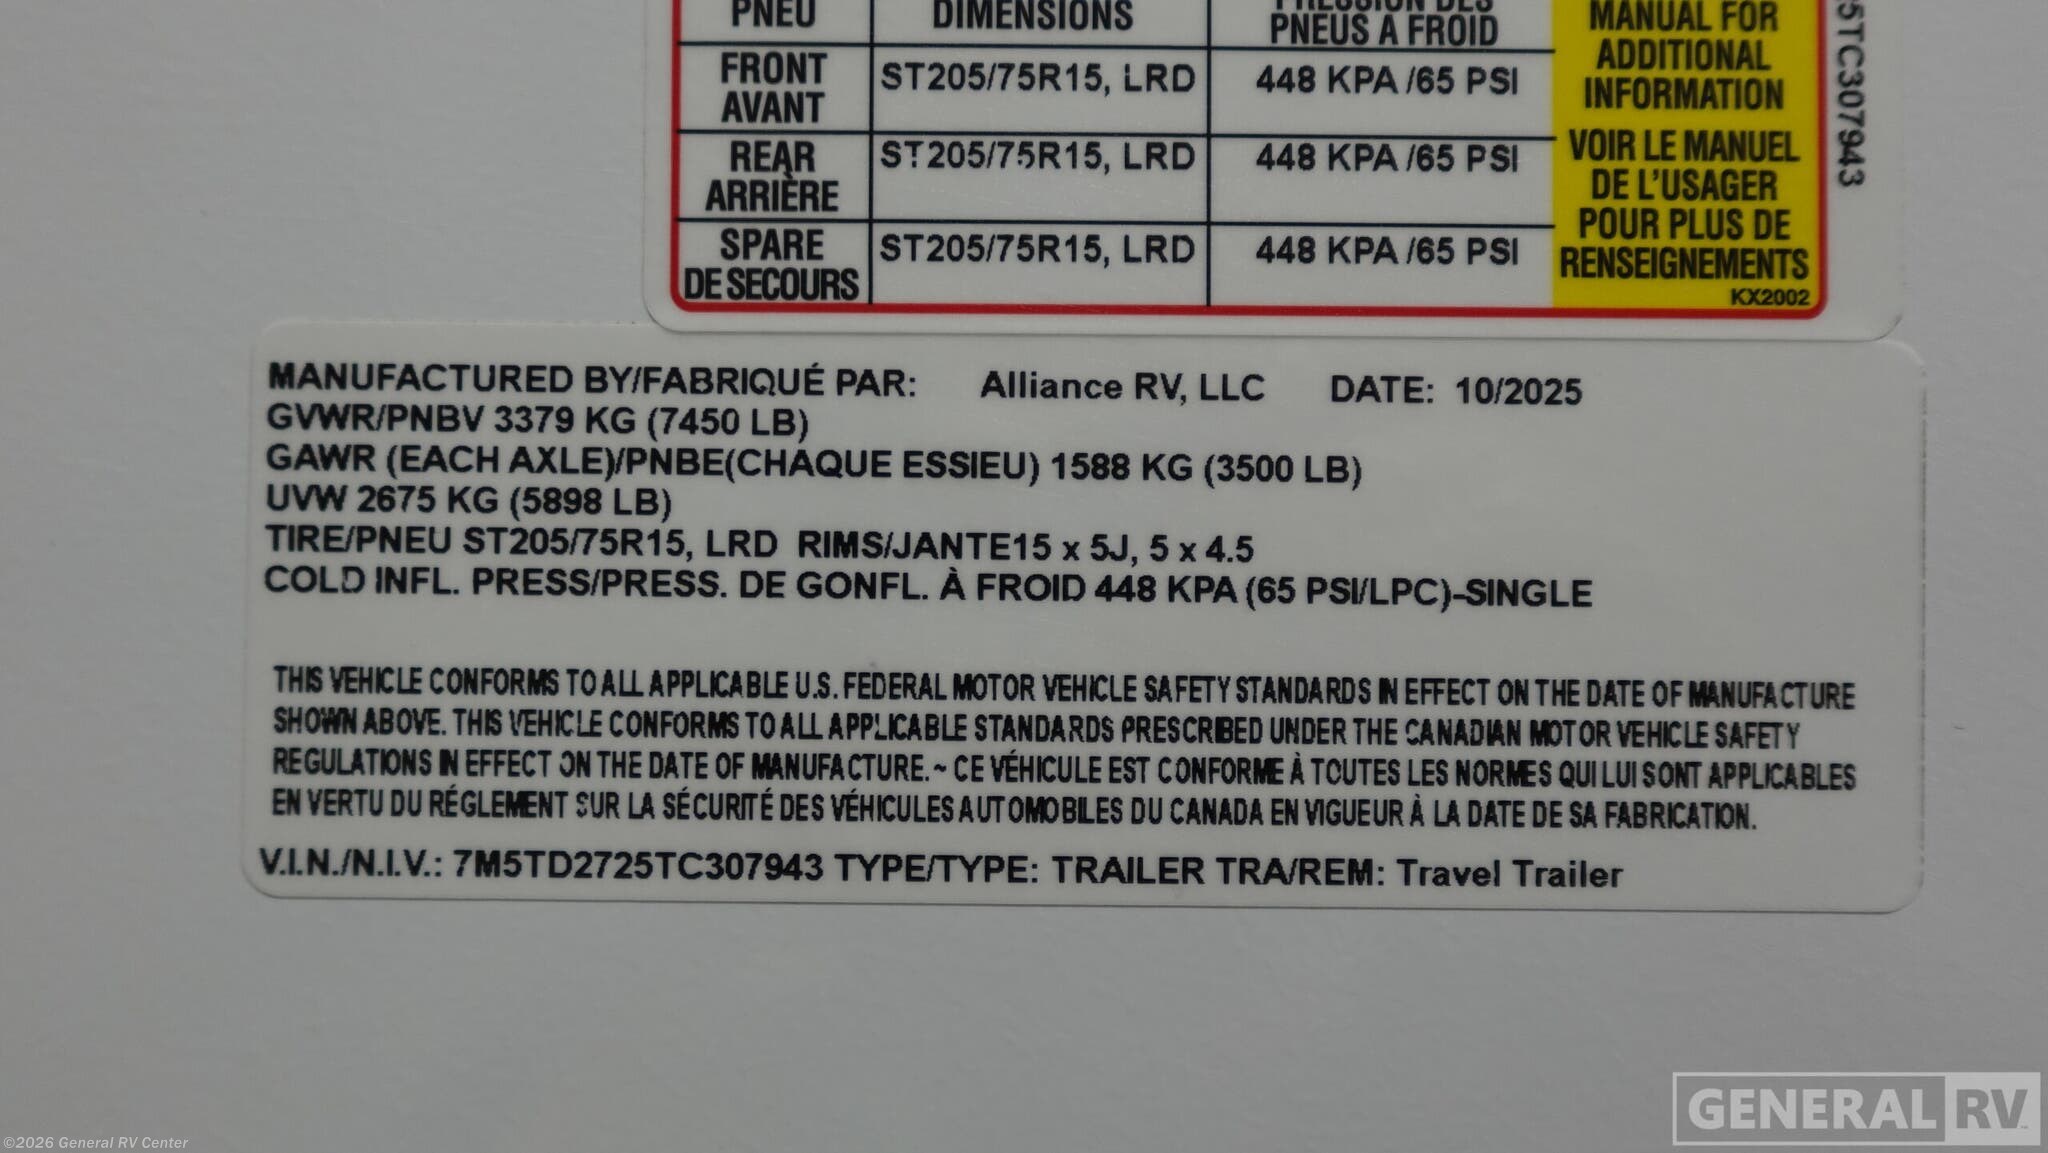 PNEU DIMENSIONS PRESSION DES PNEUS A FROID
MANUAL FOR
ADDITIONAL
INFORMATION
FRONT
AVANT
ST205/75R15, LRD 448 KPA /65 PSI
REAR
ARRIÈRE
ST205/75R15, LRD 448 KPA /65 PSI
SPARE
DE SECOURS
ST205/75R15, LRD 448 KPA /65 PSI
VOIR LE MANUEL
DE L'USAGER
POUR PLUS DE
RENSEIGNEMENTS
KX2002
5TC307943
MANUFACTURED BY/FABRIQUÉ PAR: Alliance RV, LLC DATE: 10/2025
GVWR/PNBV 3379 KG (7450 LB)
GAWR (EACH AXLE)/PNBE(CHAQUE ESSIEU) 1588 KG (3500 LB)
UVW 2675 KG (5898 LB)
TIRE/PNEU ST205/75R15, LRD RIMS/JANTE15 x 5J, 5 x 4.5
COLD INFL. PRESS/PRESS. DE GONFL. À FROID 448 KPA (65 PSI/LPC)-SINGLE
THIS VEHICLE CONFORMS TO ALL APPLICABLE U.S. FEDERAL MOTOR VEHICLE SAFETY STANDARDS IN EFFECT ON THE DATE OF MANUFACTURE
SHOWN ABOVE. THIS VEHICLE CONFORMS TO ALL APPLICABLE STANDARDS PRESCRIBED UNDER THE CANADIAN MOTOR VEHICLE SAFETY
REGULATIONS IN EFFECT ON THE DATE OF MANUFACTURE. ~ CE VÉHICULE EST CONFORME À TOUTES LES NORMES QUI LUI SONT APPLICABLES
EN VERTU DU RÉGLEMENT SUR LA SÉCURITÉ DES VÉHICULES AUTOMOBILES DU CANADA EN VIGUEUR À LA DATE DE SA FABRICATION.
V.I.N./N.I.V.: 7M5TD2725TC307943 TYPE/TYPE: TRAILER TRA/REM: Travel Trailer
GENERAL RV
©2026 General RV Center